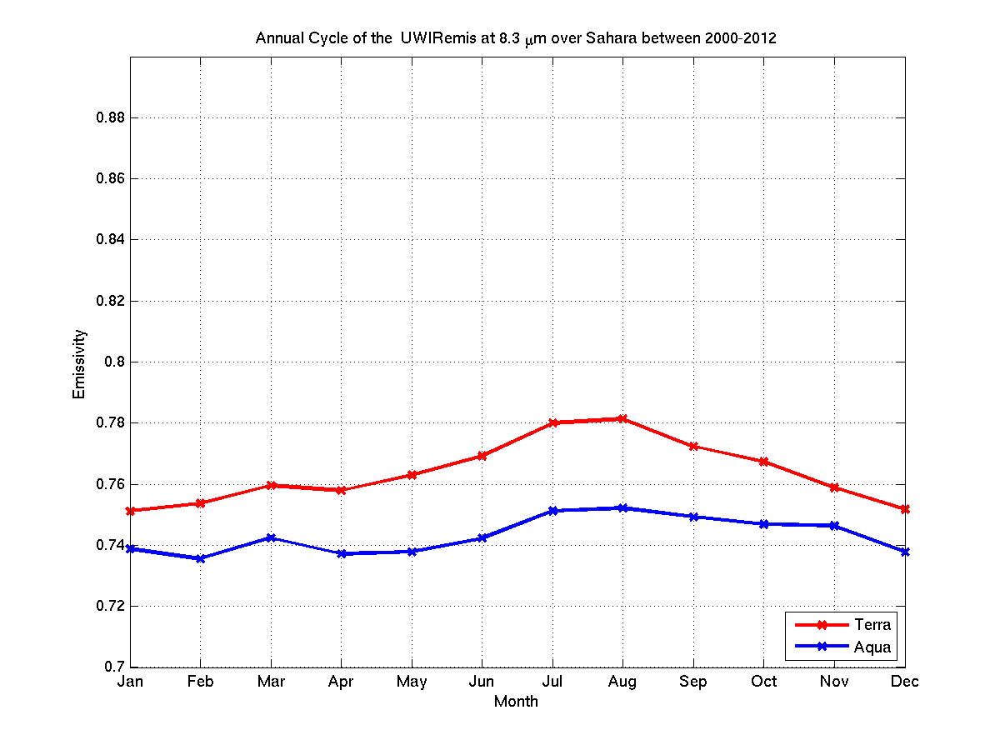 Annual Cycle of the  UWIRemis at 8.3 μm over Sahara between 2000-2012
0.88
0.86
0.84
0.82
0.8
0.78
0.76
0.74
0.72
0.7
Emissivity
Jan Feb Mar Apr May Jun Jul Aug Sep Oct Nov Dec
Month
Terra
Aqua